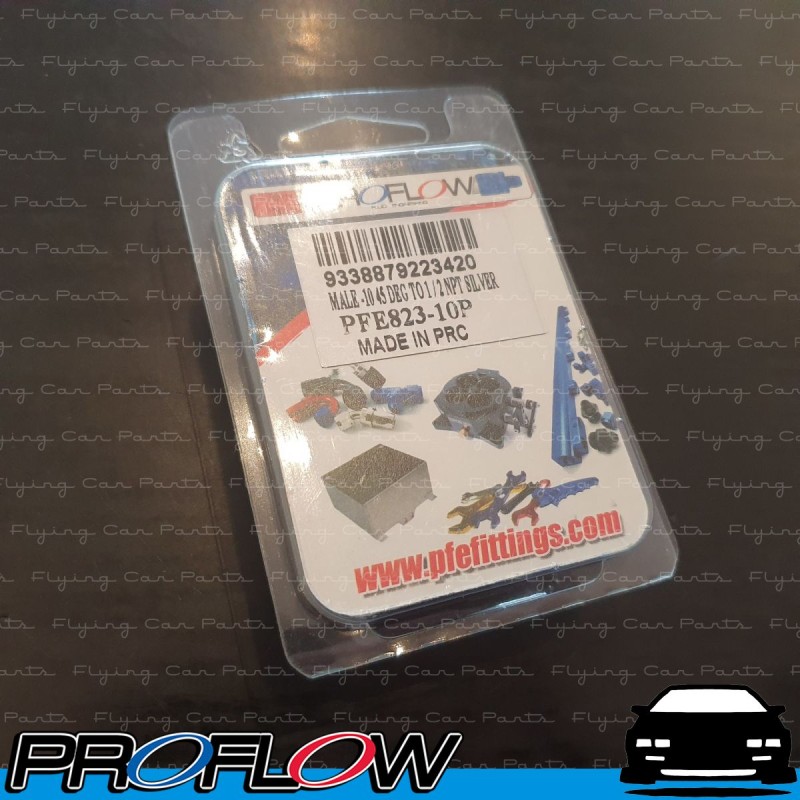 Flying Car Parts
PROFLOW
9338879223420
MALE -10 45 DEG TO 1/2 NPT SILVER
PFE823-10P
MADE IN PRC
www.pfefittings.com
PROFLOW